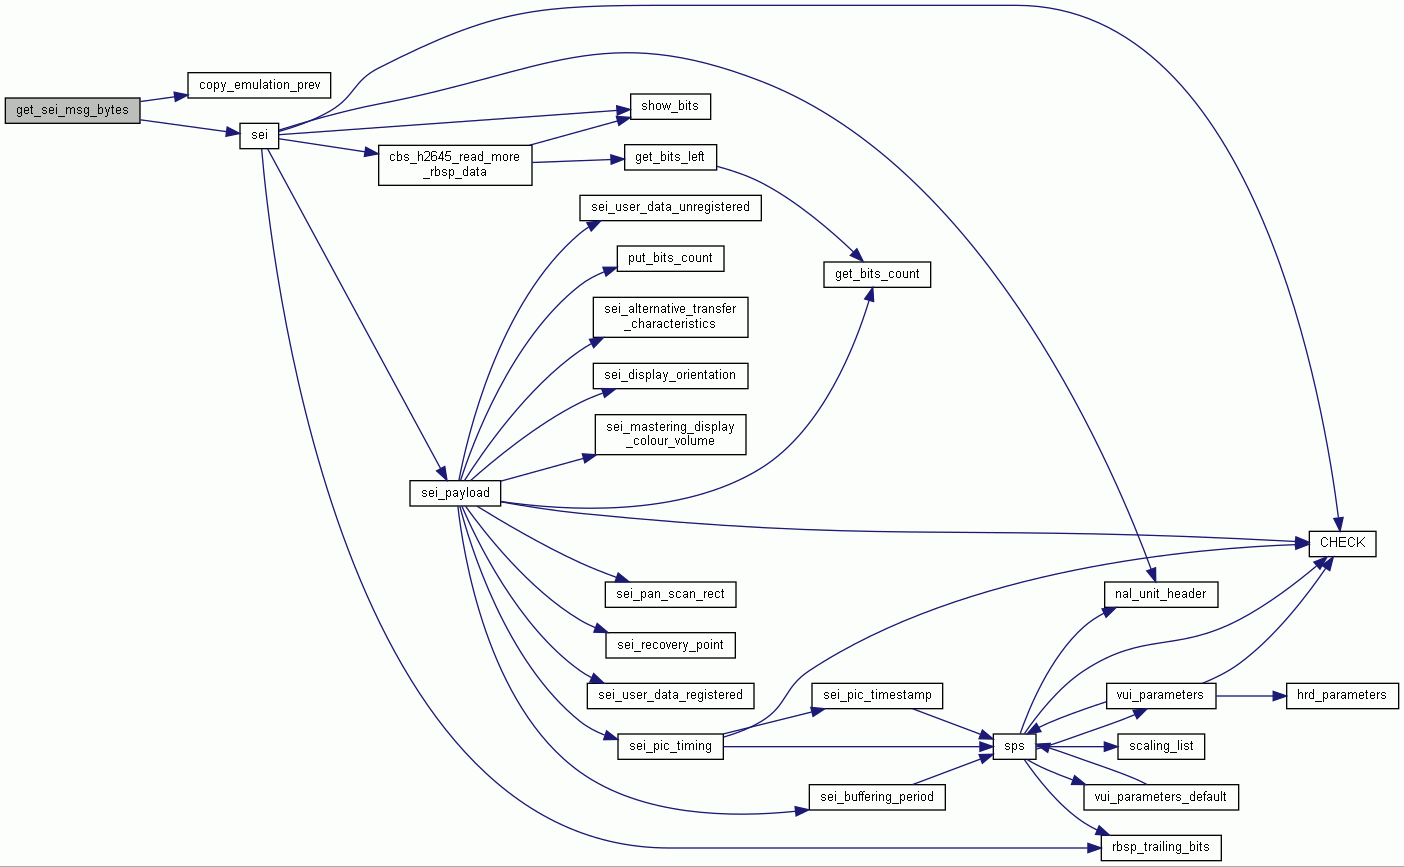 copy_emulation_prev
get_sei_msg_bytes
show_bits
sei
cbs_h2645_read_more
_rbsp_data
get_bits_left
sei_user_data_unregistered
put_bits_count
get_bits_count
sei_alternative_transfer
_characteristics
sei_display_orientation
sei_mastering_display
_colour_volume
sei_payload
CHECK
sei_pan_scan_rect
nal_unit_header
sei_recovery_point
sei_user_data_registered
sei_pic_timestamp
vui_parameters
hrd_parameters
sei_pic_timing
sps
scaling_list
sei_buffering_period
vui_parameters_default
rbsp_trailing_bits